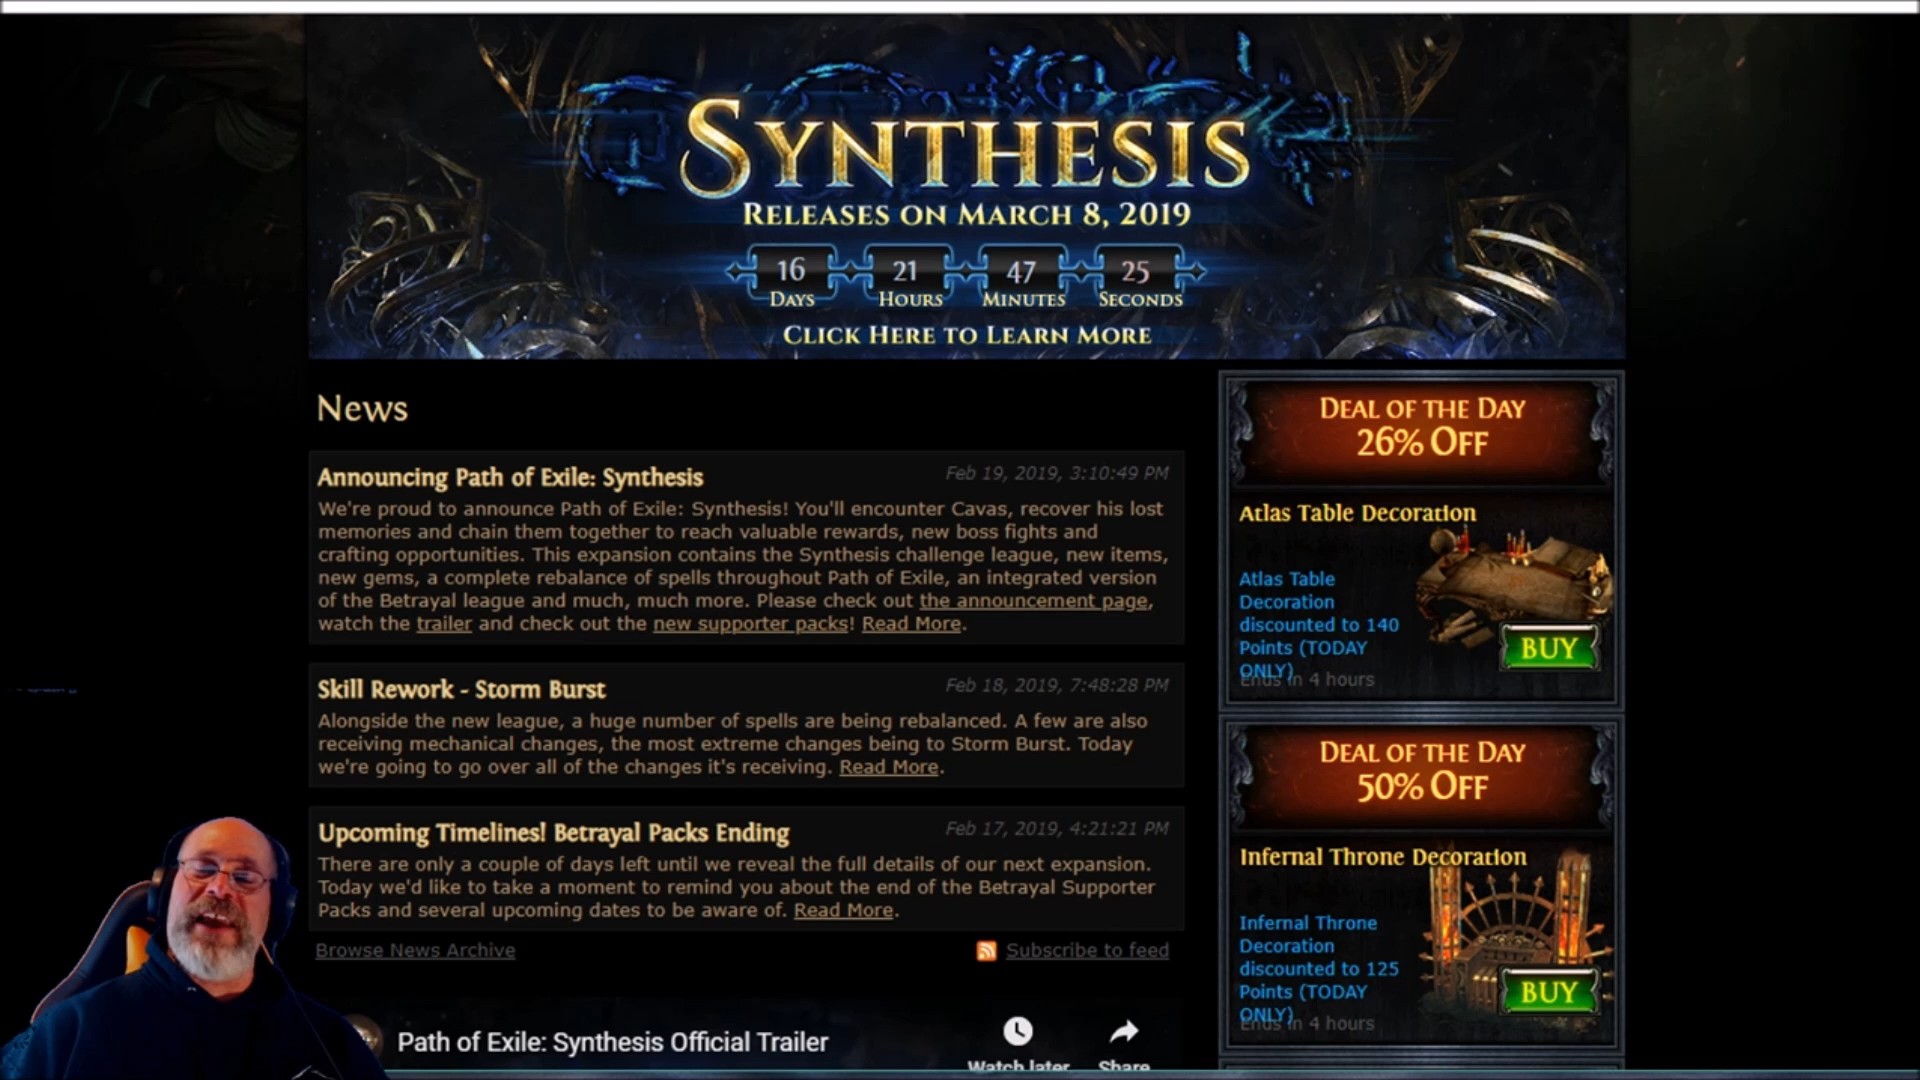 SYNTHESIS
RELEASES ON MARCH 8, 2019
16 21 47 25
DAYS HOURS MINUTES SECONDS
CLICK HERE TO LEARN MORE
News
Announcing Path of Exile: Synthesis Feb 19, 2019, 3:10:49 PM
We're proud to announce Path of Exile: Synthesis! You'll encounter Cavas, recover his lost
memories and chain them together to reach valuable rewards, new boss fights and
crafting opportunities. This expansion contains the Synthesis challenge league, new items,
new gems, a complete rebalance of spells throughout Path of Exile, an integrated version
of the Betrayal league and much, much more. Please check out the announcement page,
watch the trailer and check out the new supporter packs! Read More.
Skill Rework - Storm Burst Feb 18, 2019, 7:48:28 PM
Alongside the new league, a huge number of spells are being rebalanced. A few are also
receiving mechanical changes, the most extreme changes being to Storm Burst. Today
we're going to go over all of the changes it's receiving. Read More.
Upcoming Timelines! Betrayal Packs Ending Feb 17, 2019, 4:21:21 PM
There are only a couple of days left until we reveal the full details of our next expansion.
Today we'd like to take a moment to remind you about the end of the Betrayal Supporter
Packs and several upcoming dates to be aware of. Read More.
Browse News Archive Subscribe to feed
Path of Exile: Synthesis Official Trailer
Watch later Share
DEAL OF THE DAY
26% OFF
Atlas Table Decoration
Atlas Table
Decoration
discounted to 140
Points (TODAY
ONLY)
Ends in 4 hours
BUY
DEAL OF THE DAY
50% OFF
Infernal Throne Decoration
Infernal Throne
Decoration
discounted to 125
Points (TODAY
ONLY)
Ends in 4 hours
BUY